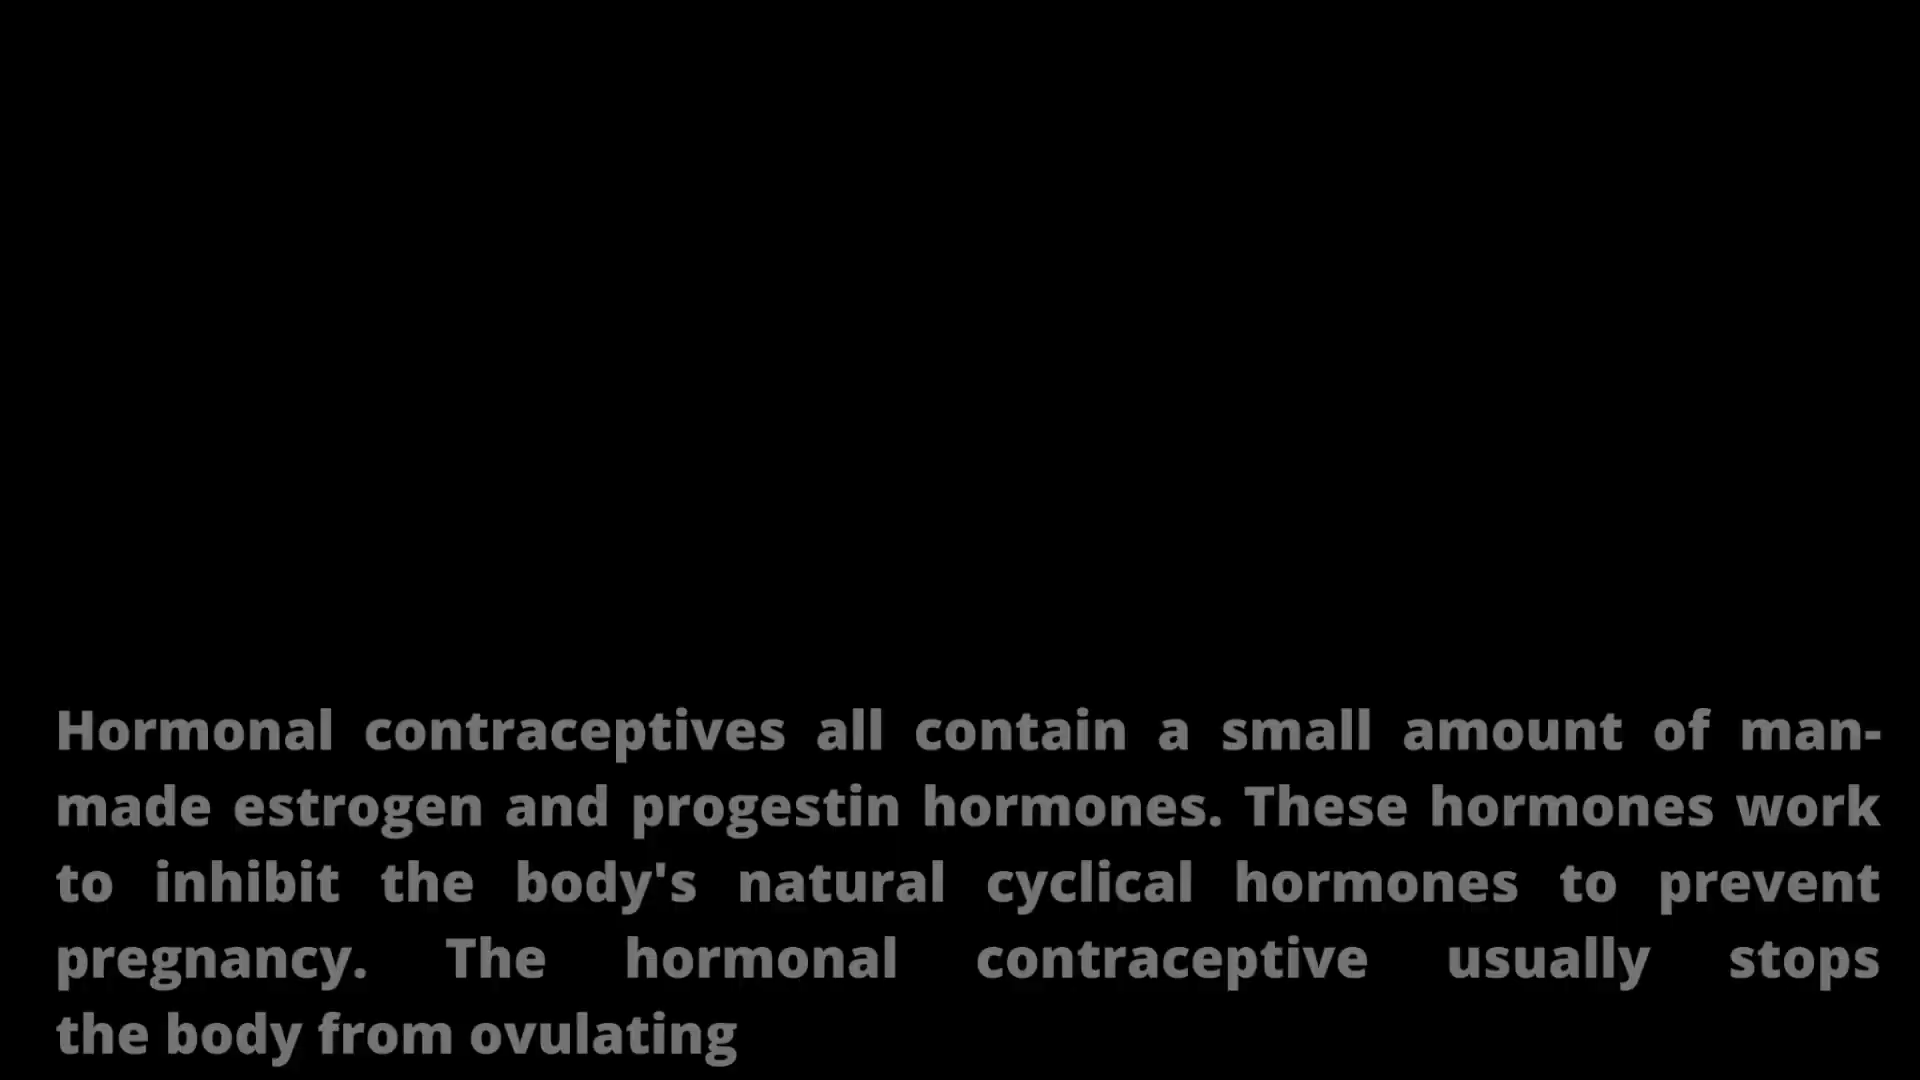 Hormonal contraceptives all contain a small amount of man-
made estrogen and progestin hormones. These hormones work
to inhibit the body's natural cyclical hormones to prevent
pregnancy. The hormonal contraceptive usually stops
the body from ovulating